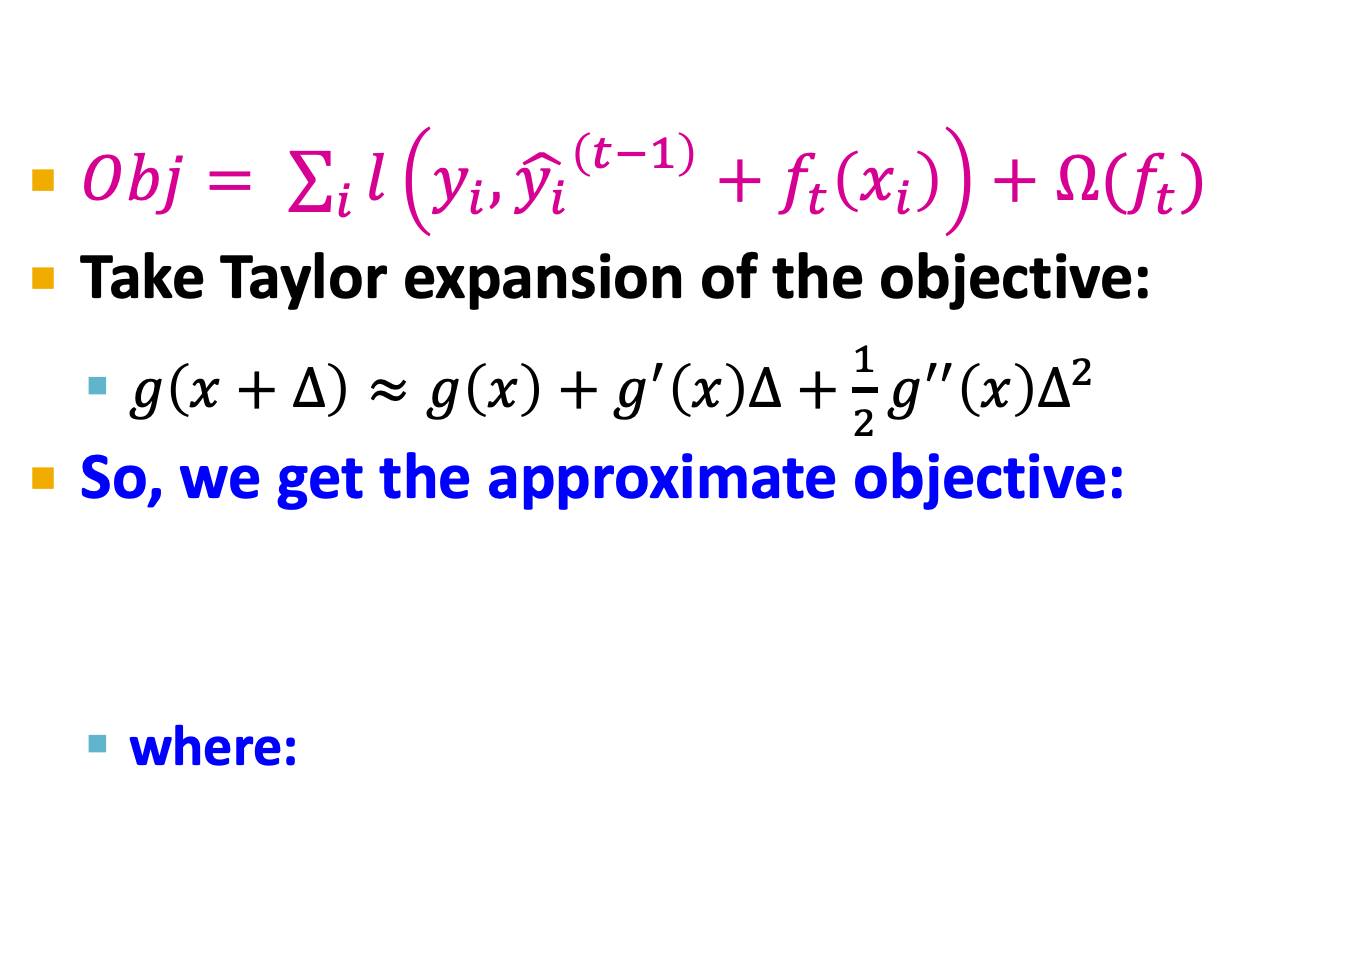 ▪ Obj = ∑ᵢ l(yᵢ, ŷᵢ⁽ᵗ⁻¹⁾ + fₜ(xᵢ)) + Ω(fₜ)
▪ Take Taylor expansion of the objective:
▪ g(x + Δ) ≈ g(x) + g′(x)Δ + ½ g″(x)Δ²
▪ So, we get the approximate objective:
▪ where: